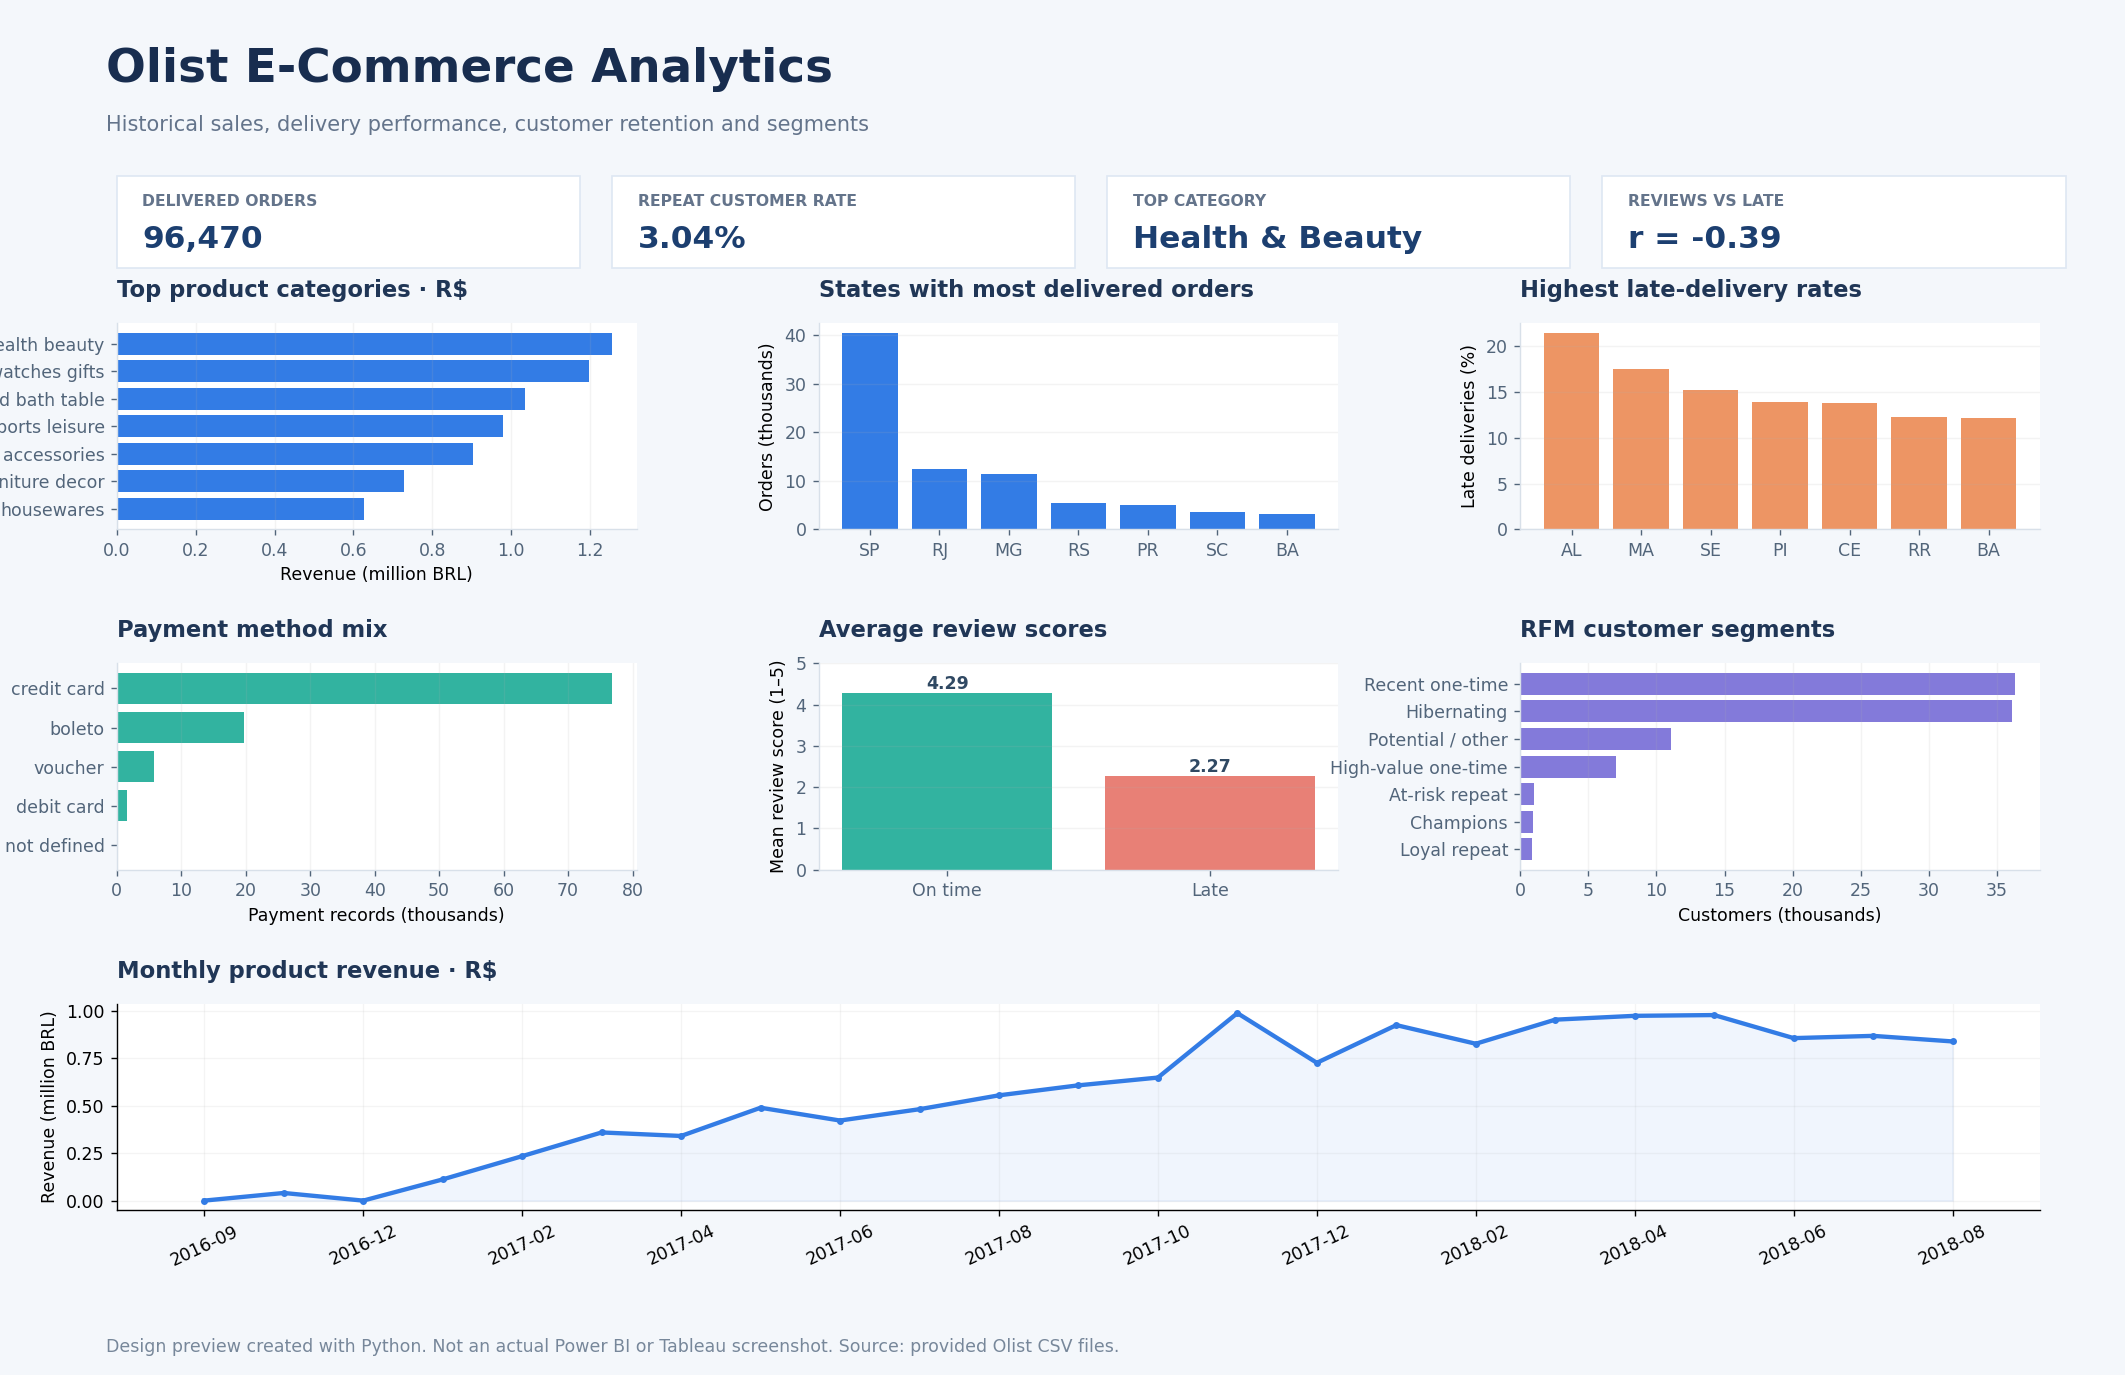 Olist E-Commerce Analytics
Historical sales, delivery performance, customer retention and segments
DELIVERED ORDERS
96,470
REPEAT CUSTOMER RATE
3.04%
TOP CATEGORY
Health & Beauty
REVIEWS VS LATE
r = -0.39
Top product categories · R$
ealth beauty
watches gifts
d bath table
ports leisure
accessories
niture decor
housewares
0.0 0.2 0.4 0.6 0.8 1.0 1.2
Revenue (million BRL)
States with most delivered orders
Orders (thousands)
40
30
20
10
0
SP RJ MG RS PR SC BA
Highest late-delivery rates
Late deliveries (%)
20
15
10
5
0
AL MA SE PI CE RR BA
Payment method mix
credit card
boleto
voucher
debit card
not defined
0 10 20 30 40 50 60 70 80
Payment records (thousands)
Average review scores
Mean review score (1–5)
5
4
3
2
1
0
4.29
2.27
On time Late
RFM customer segments
Recent one-time
Hibernating
Potential / other
High-value one-time
At-risk repeat
Champions
Loyal repeat
0 5 10 15 20 25 30 35
Customers (thousands)
Monthly product revenue · R$
Revenue (million BRL)
1.00
0.75
0.50
0.25
0.00
2016-09 2016-12 2017-02 2017-04 2017-06 2017-08 2017-10 2017-12 2018-02 2018-04 2018-06 2018-08
Design preview created with Python. Not an actual Power BI or Tableau screenshot. Source: provided Olist CSV files.